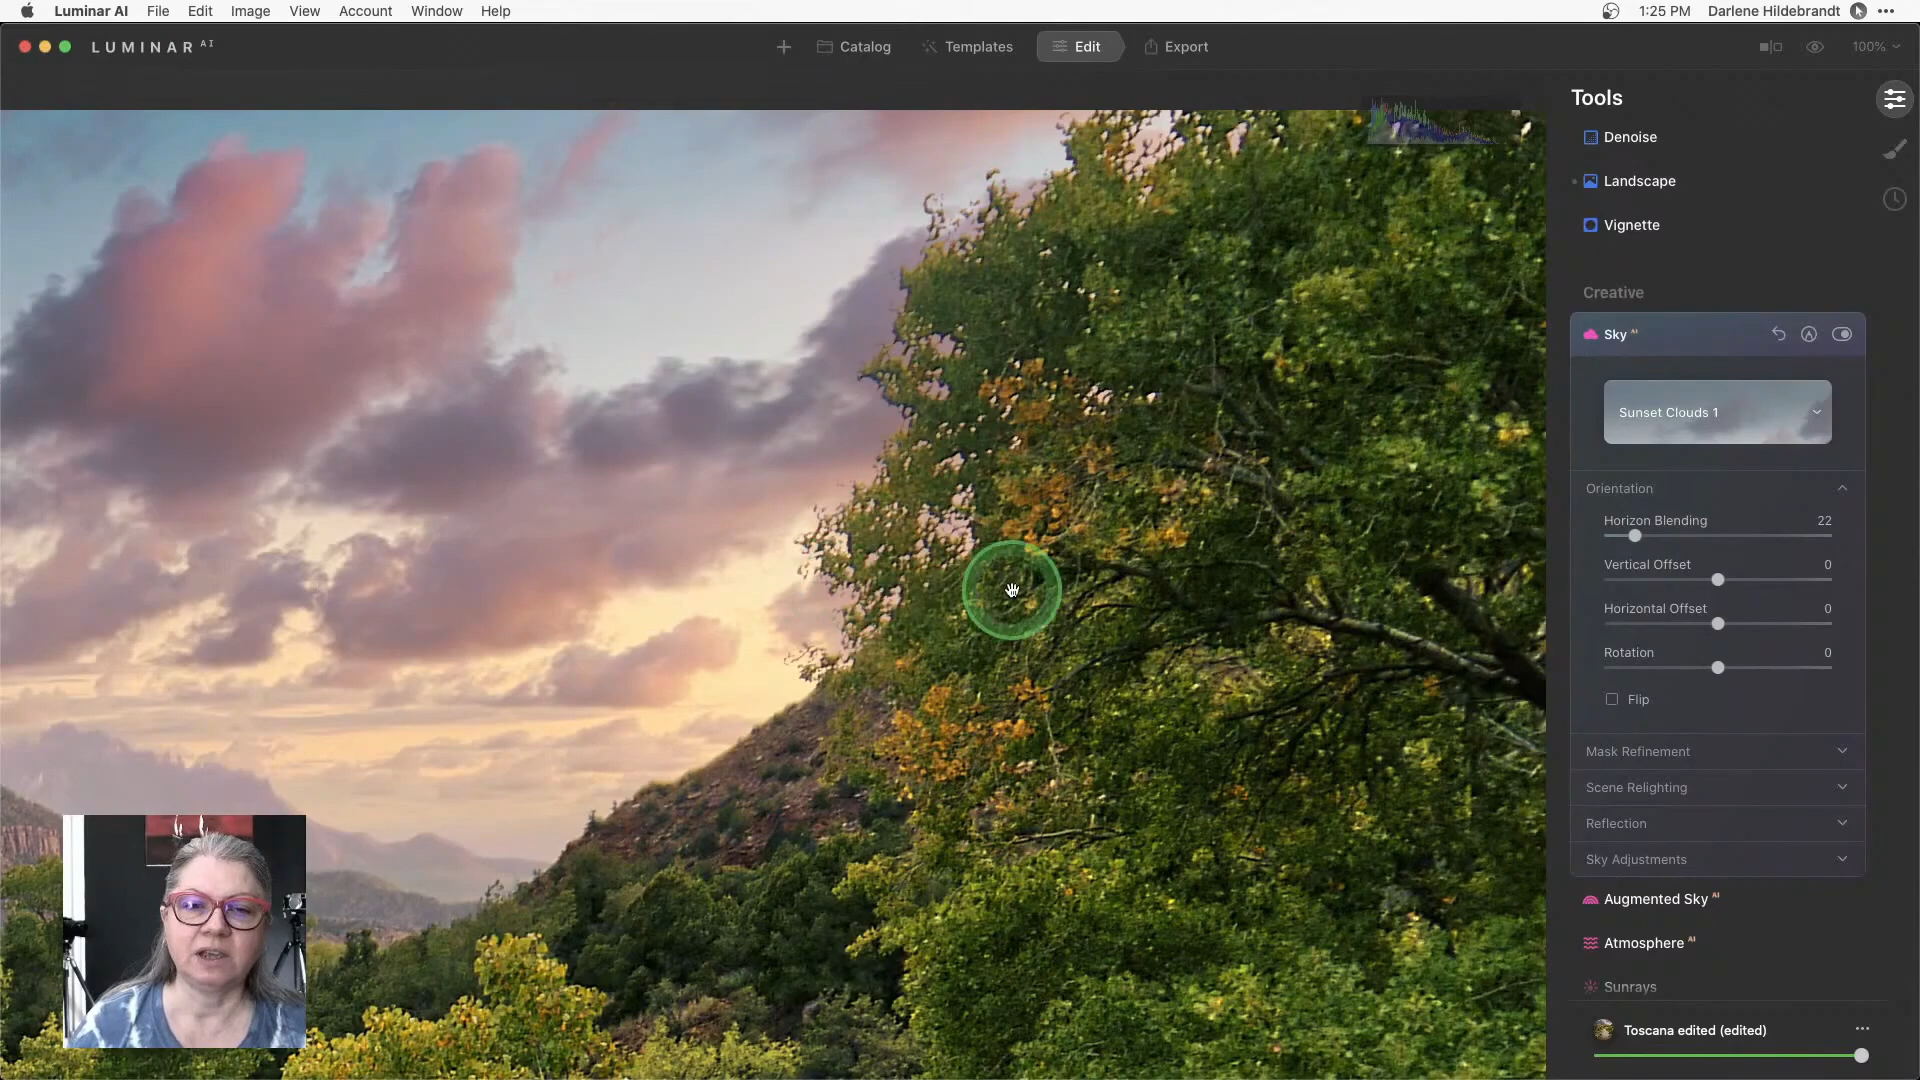 Luminar AI File Edit Image View Account Window Help 1:25 PM Darlene Hildebrandt
LUMINAR AI
Catalog Templates Edit Export 100%
Tools
Denoise
Landscape
Vignette
Creative
Sky AI
Sunset Clouds 1
Orientation
Horizon Blending 22
Vertical Offset 0
Horizontal Offset 0
Rotation 0
Flip
Mask Refinement
Scene Relighting
Reflection
Sky Adjustments
Augmented Sky AI
Atmosphere AI
Sunrays
Toscana edited (edited)